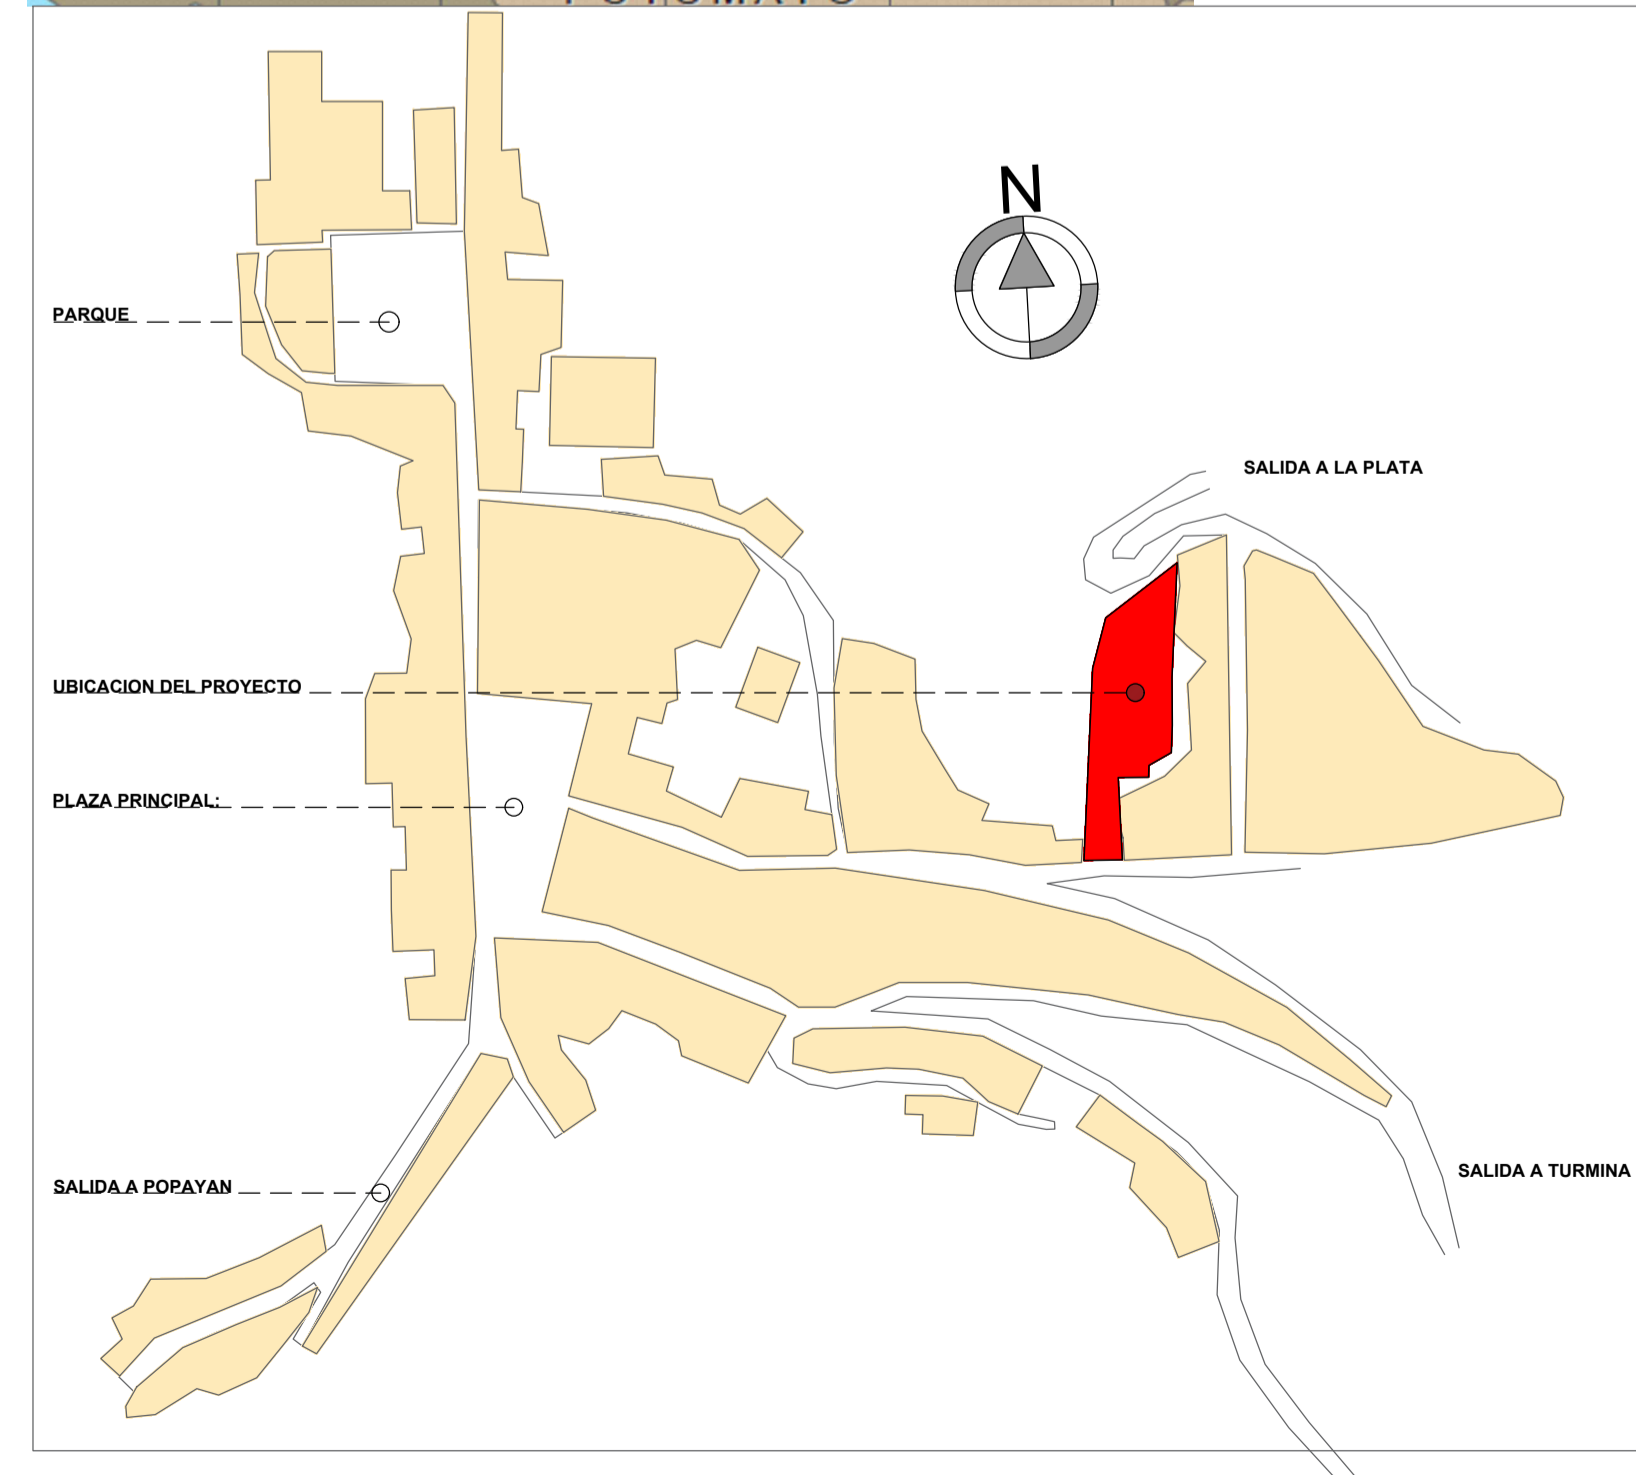 N
PARQUE
SALIDA A LA PLATA
UBICACION DEL PROYECTO
PLAZA PRINCIPAL:
SALIDA A TURMINA
SALIDA A POPAYAN